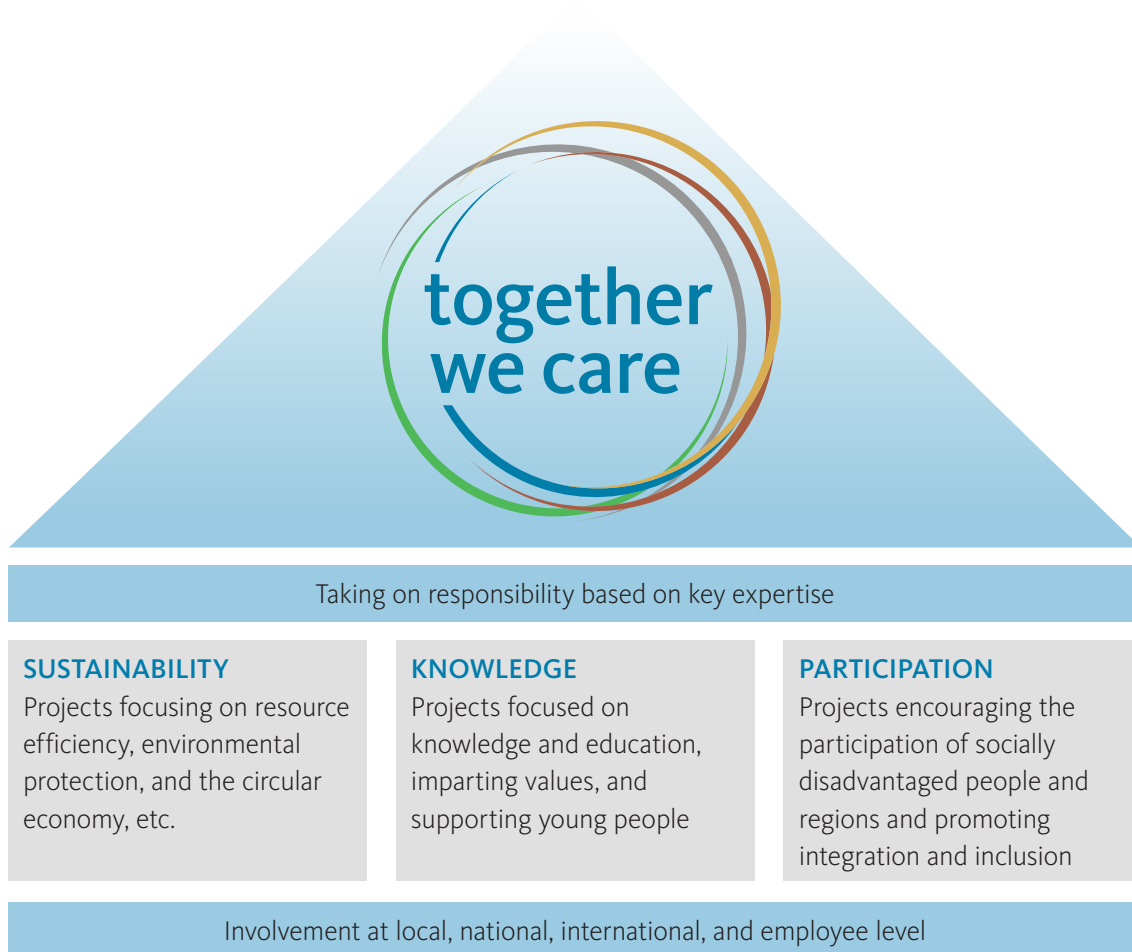 together
we care
Taking on responsibility based on key expertise
SUSTAINABILITY
Projects focusing on resource
efficiency, environmental
protection, and the circular
economy, etc.
KNOWLEDGE
Projects focused on
knowledge and education,
imparting values, and
supporting young people
PARTICIPATION
Projects encouraging the
participation of socially
disadvantaged people and
regions and promoting
integration and inclusion
Involvement at local, national, international, and employee level